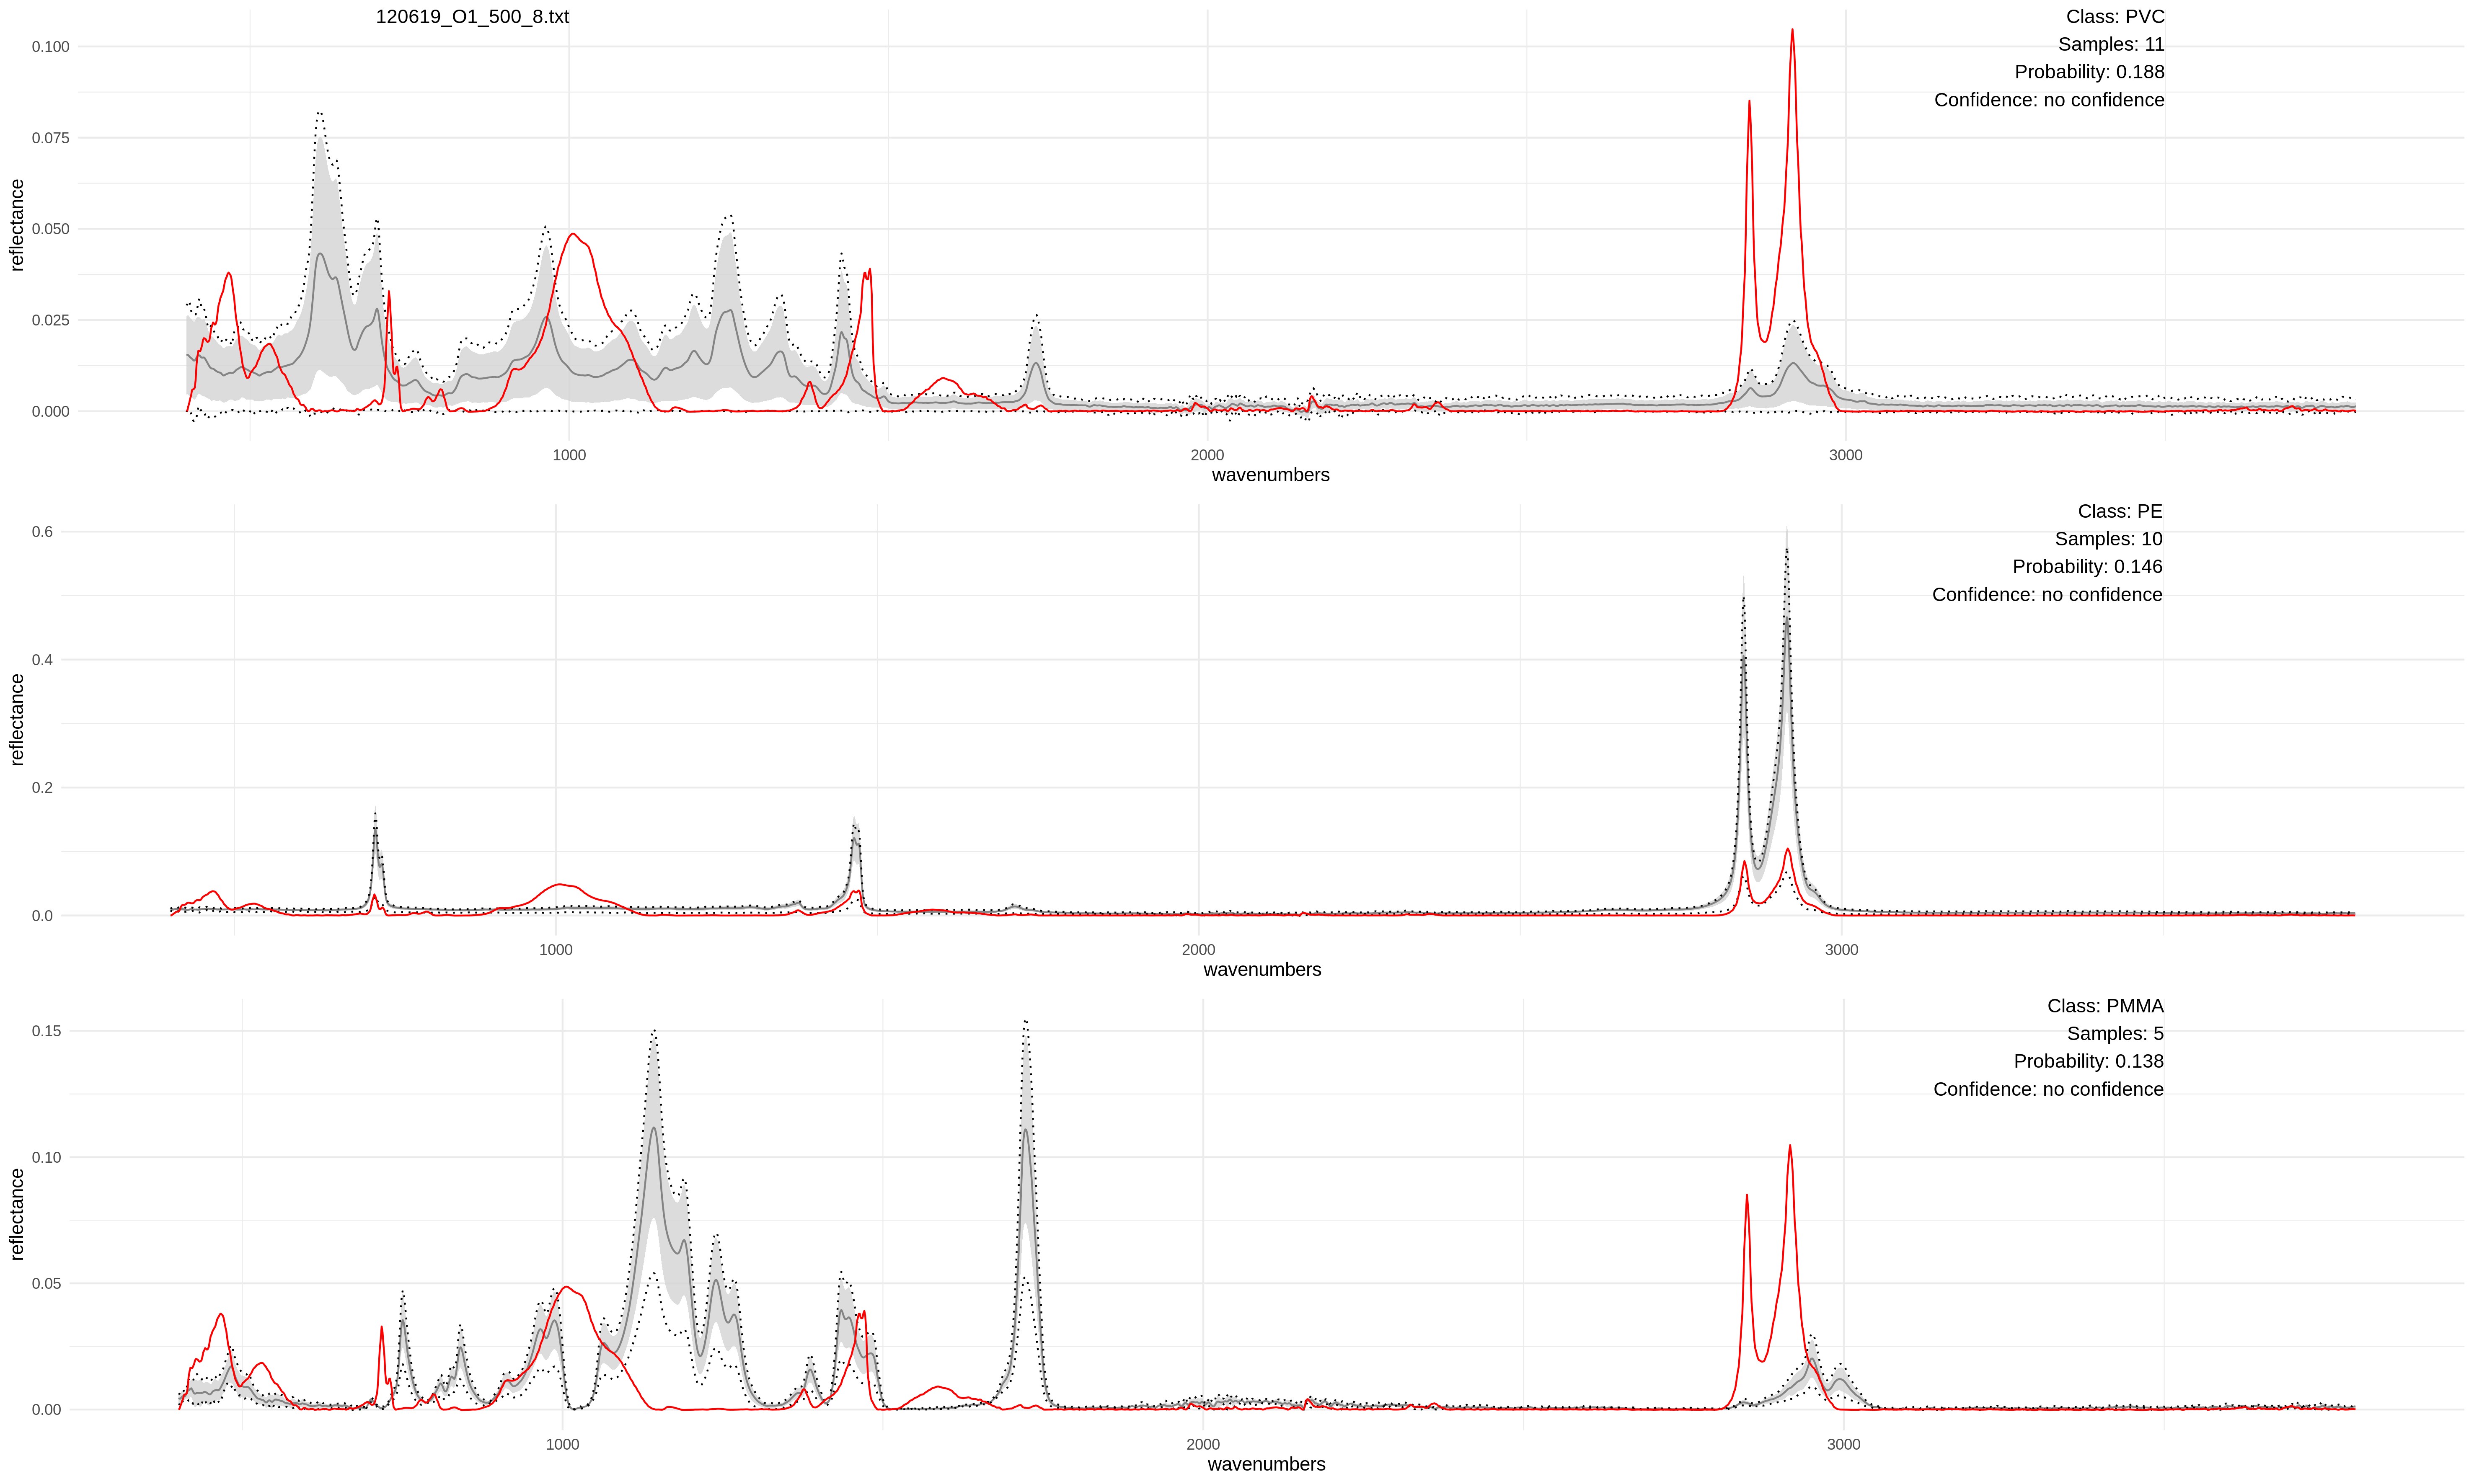 120619_O1_500_8.txt
Class: PVC
Samples: 11
Probability: 0.188
Confidence: no confidence
0.100
0.075
0.050
0.025
0.000
reflectance
1000
2000
3000
wavenumbers
Class: PE
Samples: 10
Probability: 0.146
Confidence: no confidence
0.6
0.4
0.2
0.0
reflectance
1000
2000
3000
wavenumbers
Class: PMMA
Samples: 5
Probability: 0.138
Confidence: no confidence
0.15
0.10
0.05
0.00
reflectance
1000
2000
3000
wavenumbers